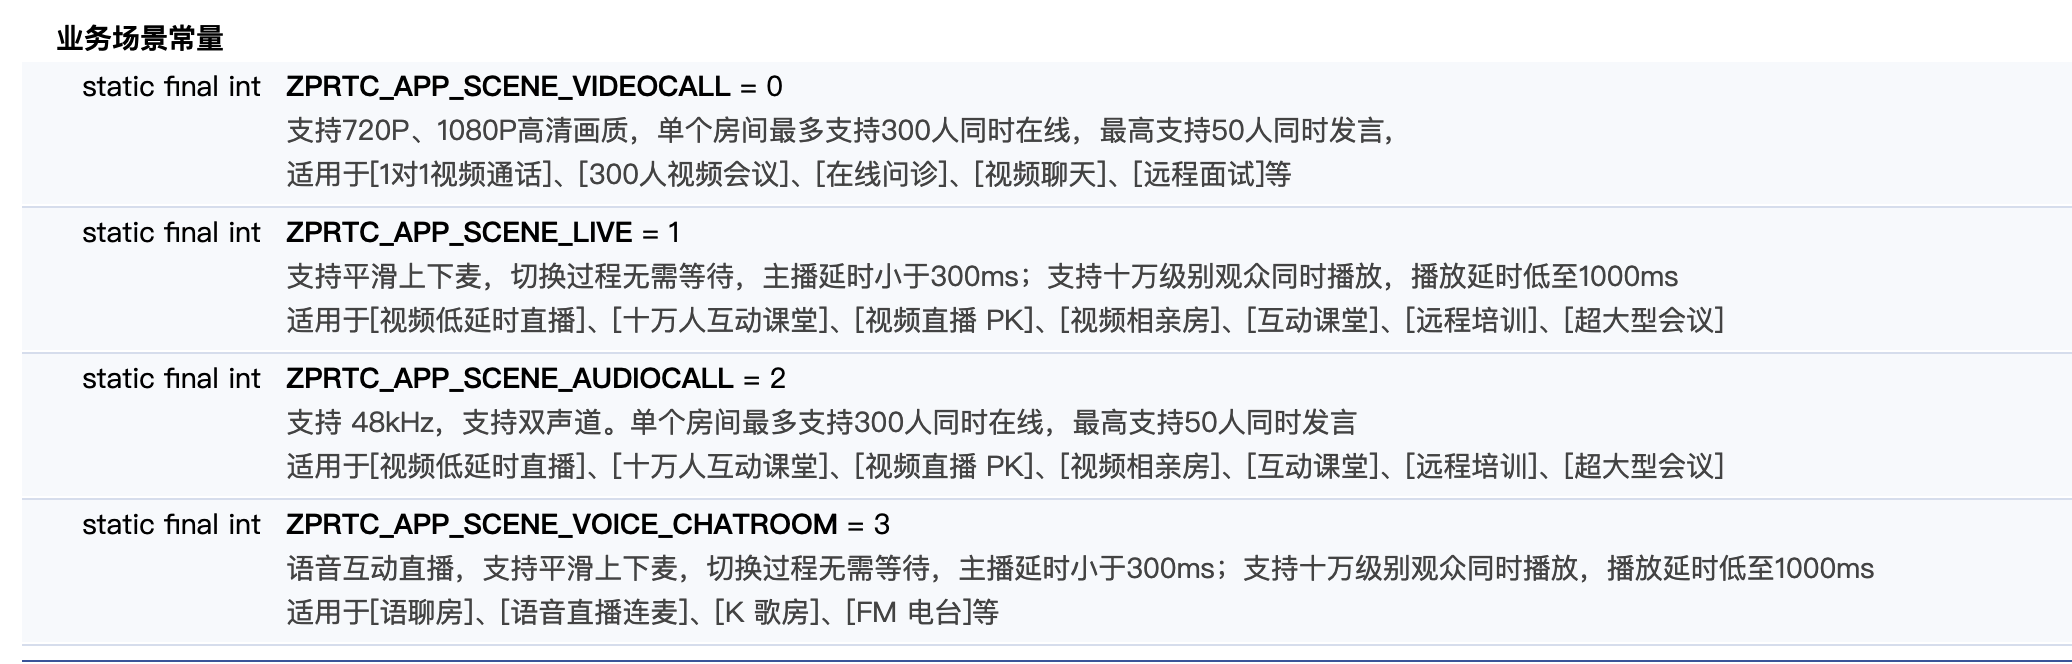 业务场景常量
static final int ZPRTC_APP_SCENE_VIDEOCALL = 0
支持720P、1080P高清画质，单个房间最多支持300人同时在线，最高支持50人同时发言，
适用于[1对1视频通话]、[300人视频会议]、[在线问诊]、[视频聊天]、[远程面试]等
static final int ZPRTC_APP_SCENE_LIVE = 1
支持平滑上下麦，切换过程无需等待，主播延时小于300ms；支持十万级别观众同时播放，播放延时低至1000ms
适用于[视频低延时直播]、[十万人互动课堂]、[视频直播 PK]、[视频相亲房]、[互动课堂]、[远程培训]、[超大型会议]
static final int ZPRTC_APP_SCENE_AUDIOCALL = 2
支持 48kHz，支持双声道。单个房间最多支持300人同时在线，最高支持50人同时发言
适用于[视频低延时直播]、[十万人互动课堂]、[视频直播 PK]、[视频相亲房]、[互动课堂]、[远程培训]、[超大型会议]
static final int ZPRTC_APP_SCENE_VOICE_CHATROOM = 3
语音互动直播，支持平滑上下麦，切换过程无需等待，主播延时小于300ms；支持十万级别观众同时播放，播放延时低至1000ms
适用于[语聊房]、[语音直播连麦]、[K 歌房]、[FM 电台]等